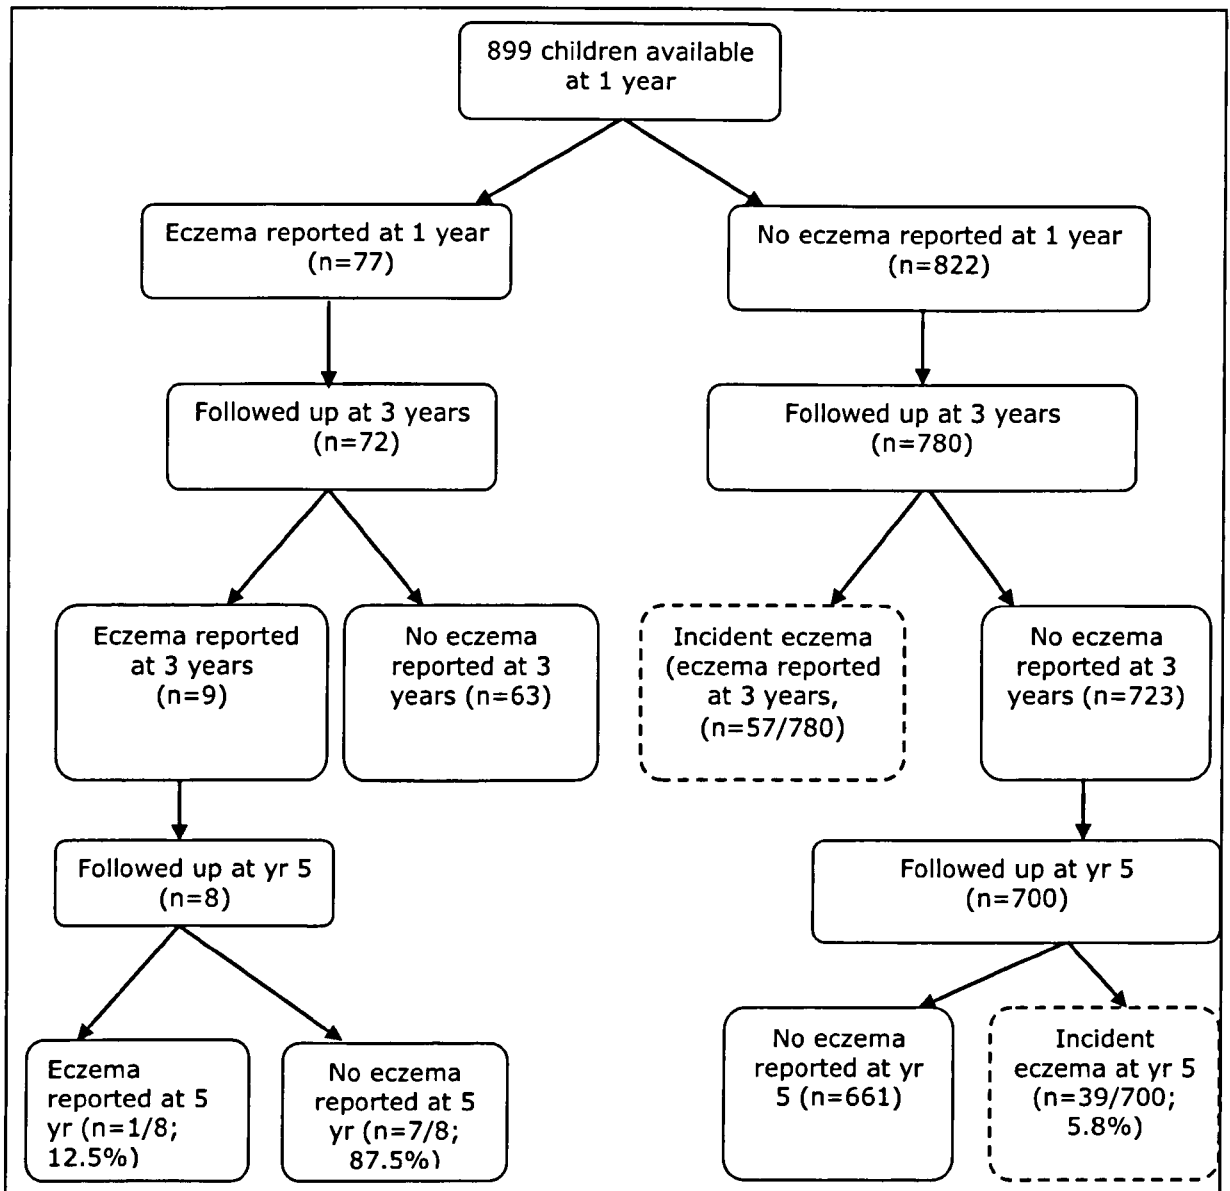 899 children available
at 1 year
Eczema reported at 1 year
(n=77)
No eczema reported at 1 year
(n=822)
Followed up at 3 years
(n=72)
Followed up at 3 years
(n=780)
Eczema reported
at 3 years
(n=9)
No eczema
reported at 3
years (n=63)
Incident eczema
(eczema reported
at 3 years,
(n=57/780)
No eczema
reported at 3
years (n=723)
Followed up at yr 5
(n=8)
Followed up at yr 5
(n=700)
Eczema
reported at 5
yr (n=1/8;
12.5%)
No eczema
reported at 5
yr (n=7/8;
87.5%)
No eczema
reported at yr
5 (n=661)
Incident
eczema at yr 5
(n=39/700;
5.8%)